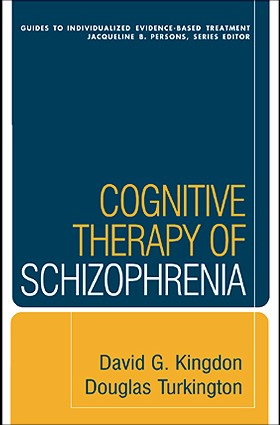 GUIDES TO INDIVIDUALIZED EVIDENCE-BASED TREATMENT
JACQUELINE B. PERSONS, SERIES EDITOR
COGNITIVE
THERAPY OF
SCHIZOPHRENIA
David G. Kingdon
Douglas Turkington